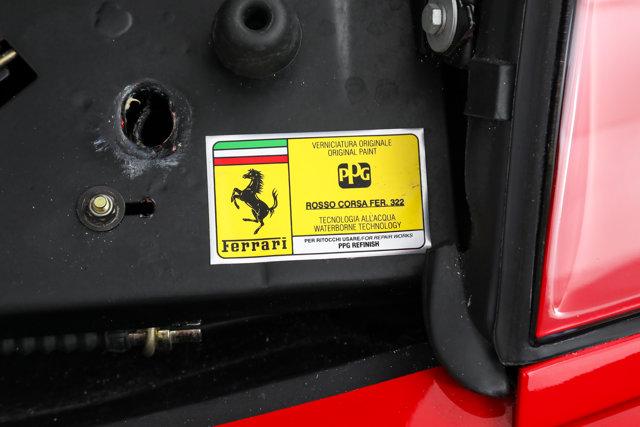 Ferrari
VERNICIATURA ORIGINALE
ORIGINAL PAINT
PPG
ROSSO CORSA FER. 322
TECNOLOGIA ALL'ACQUA
WATERBORNE TECHNOLOGY
PER RITOCCHI USARE/FOR REPAIR WORKS
PPG REFINISH